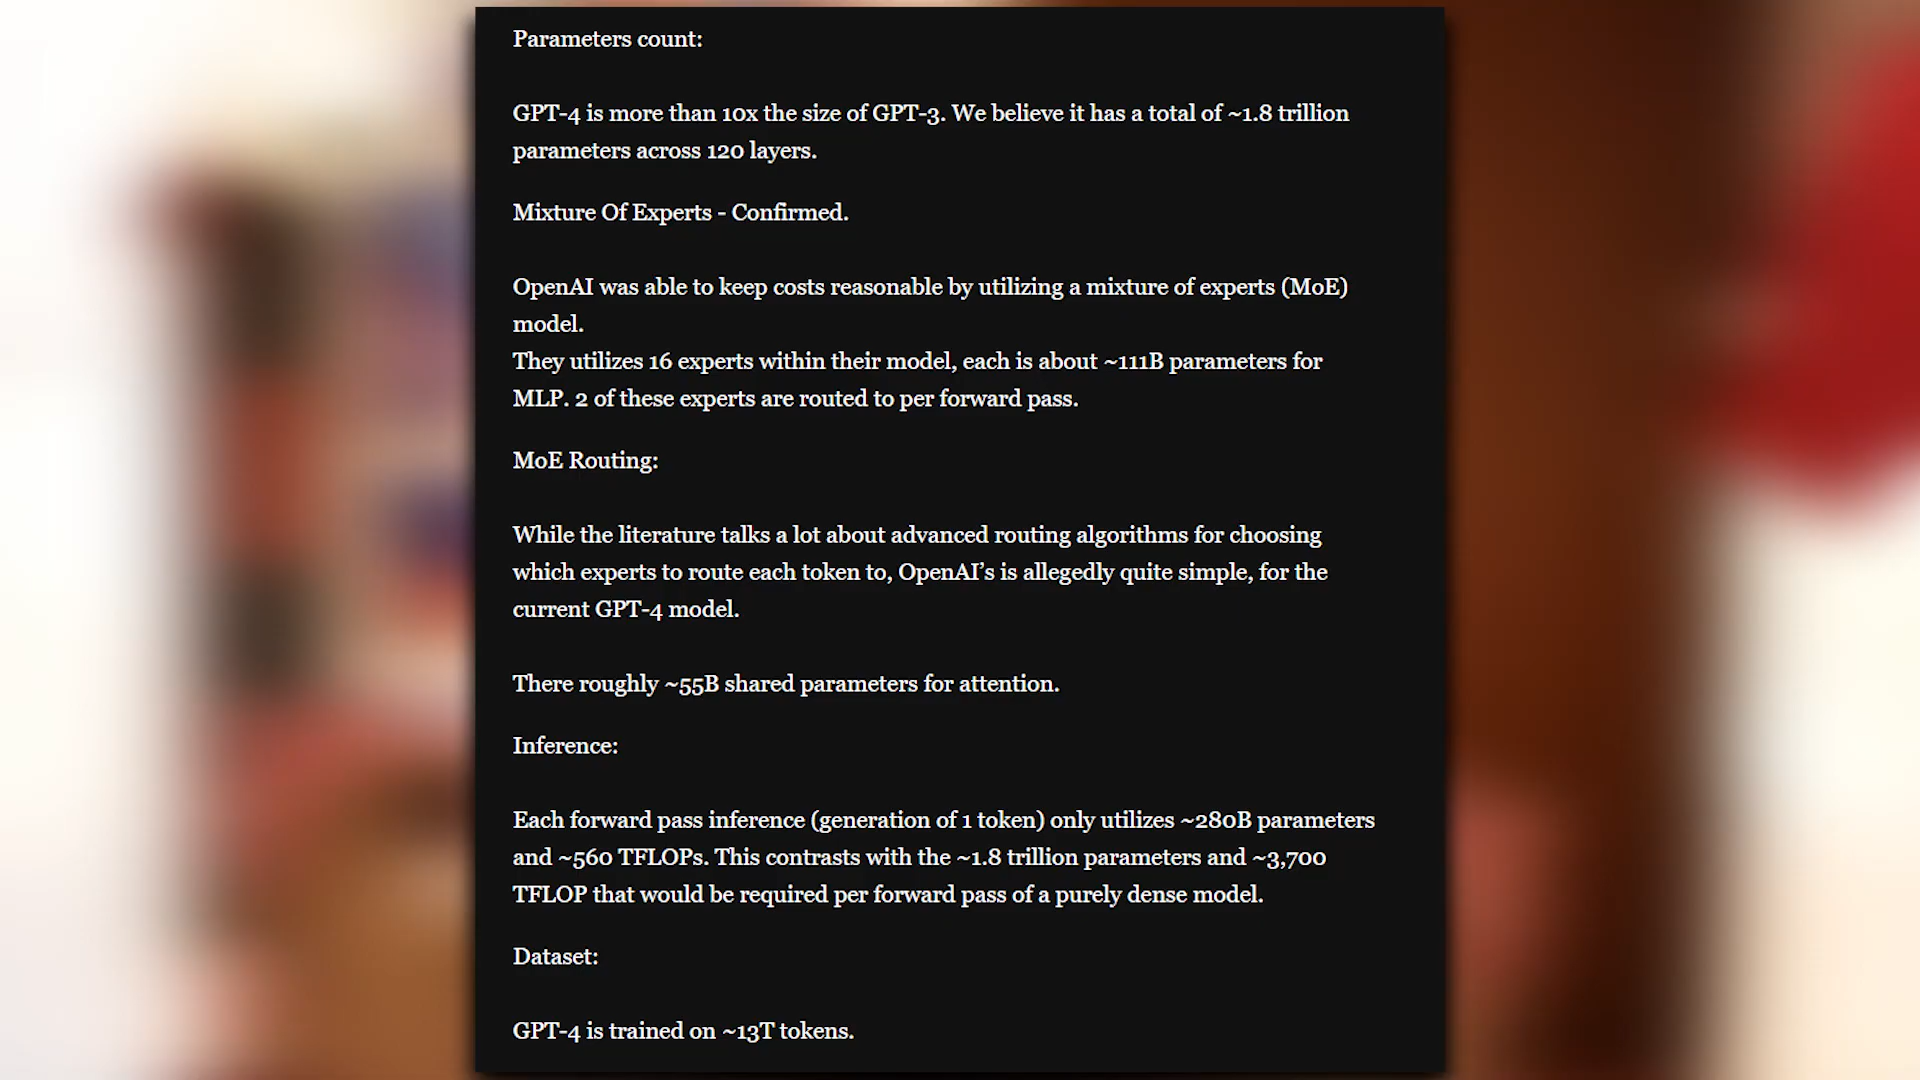 Parameters count:
GPT-4 is more than 10x the size of GPT-3. We believe it has a total of ~1.8 trillion
parameters across 120 layers.
Mixture Of Experts - Confirmed.
OpenAI was able to keep costs reasonable by utilizing a mixture of experts (MoE)
model.
They utilizes 16 experts within their model, each is about ~111B parameters for
MLP. 2 of these experts are routed to per forward pass.
MoE Routing:
While the literature talks a lot about advanced routing algorithms for choosing
which experts to route each token to, OpenAI’s is allegedly quite simple, for the
current GPT-4 model.
There roughly ~55B shared parameters for attention.
Inference:
Each forward pass inference (generation of 1 token) only utilizes ~280B parameters
and ~560 TFLOPs. This contrasts with the ~1.8 trillion parameters and ~3,700
TFLOP that would be required per forward pass of a purely dense model.
Dataset:
GPT-4 is trained on ~13T tokens.